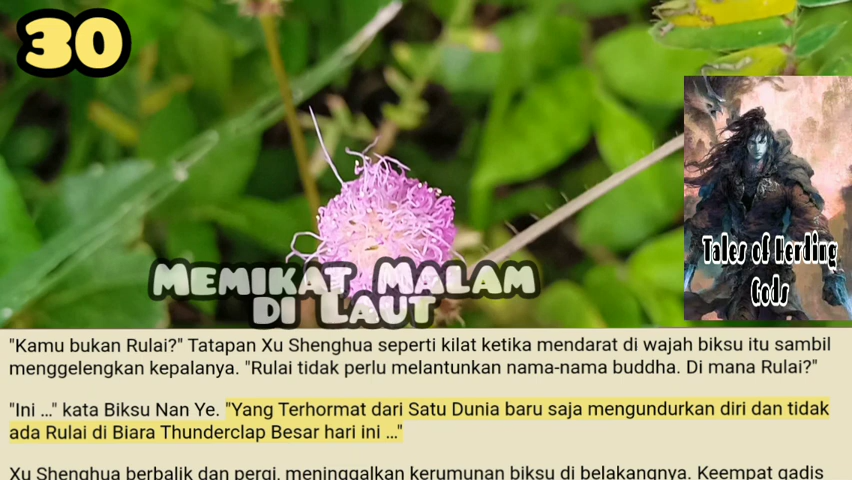 30
Tales of Herding
Gods
MEMIKAT MALAM
DI LAUT
"Kamu bukan Rulai?" Tatapan Xu Shenghua seperti kilat ketika mendarat di wajah biksu itu sambil
menggelengkan kepalanya. "Rulai tidak perlu melantunkan nama-nama buddha. Di mana Rulai?"
"Ini ..." kata Biksu Nan Ye. "Yang Terhormat dari Satu Dunia baru saja mengundurkan diri dan tidak
ada Rulai di Biara Thunderclap Besar hari ini ..."
Xu Shenghua berbalik dan pergi, meninggalkan kerumunan biksu di belakangnya. Keempat gadis